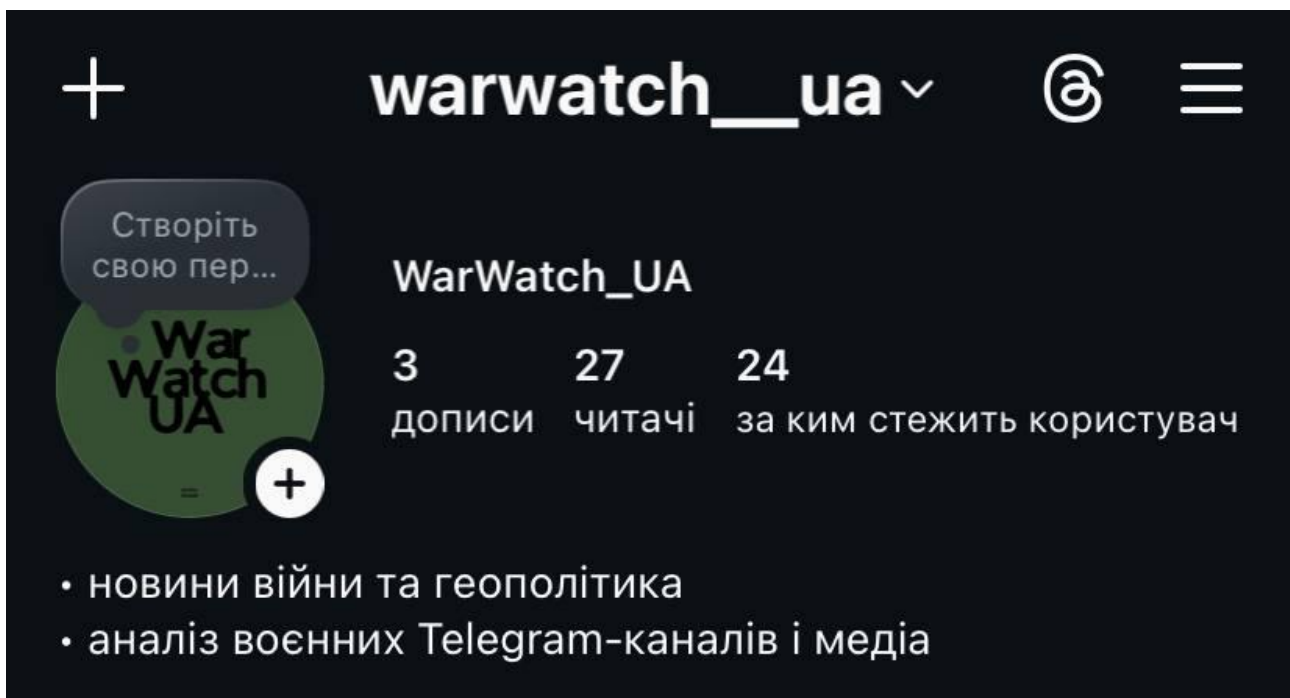 warwatch__ua
Створіть
свою пер...
WarWatch_UA
War
Watch
UA
3 27 24
дописи читачі за ким стежить користувач
• новини війни та геополітика
• аналіз воєнних Telegram-каналів і медіа